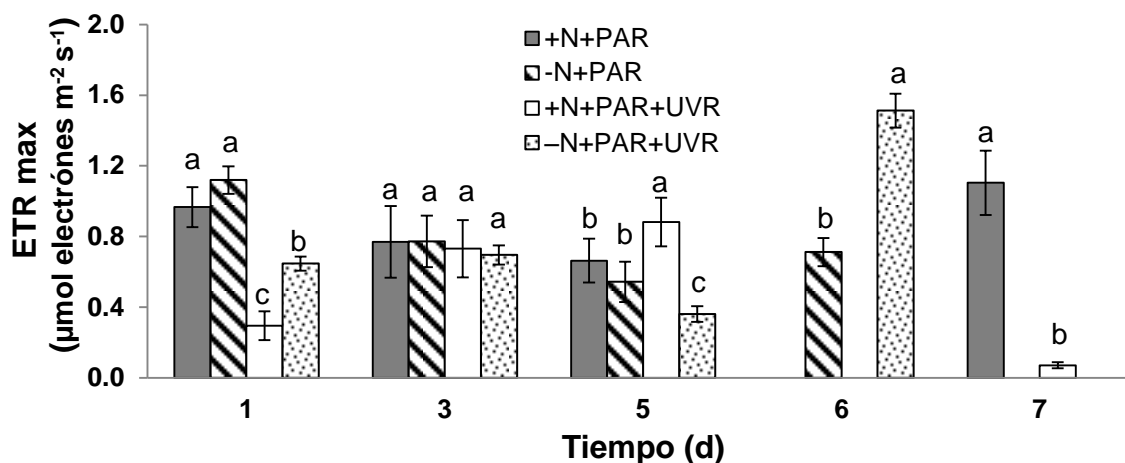 ETR max
(µmol electrónes m⁻² s⁻¹)
2.0
1.6
1.2
0.8
0.4
0.0
+N+PAR
-N+PAR
+N+PAR+UVR
–N+PAR+UVR
a a c b
a a a a
b b a c
b a
a b
1 3 5 6 7
Tiempo (d)